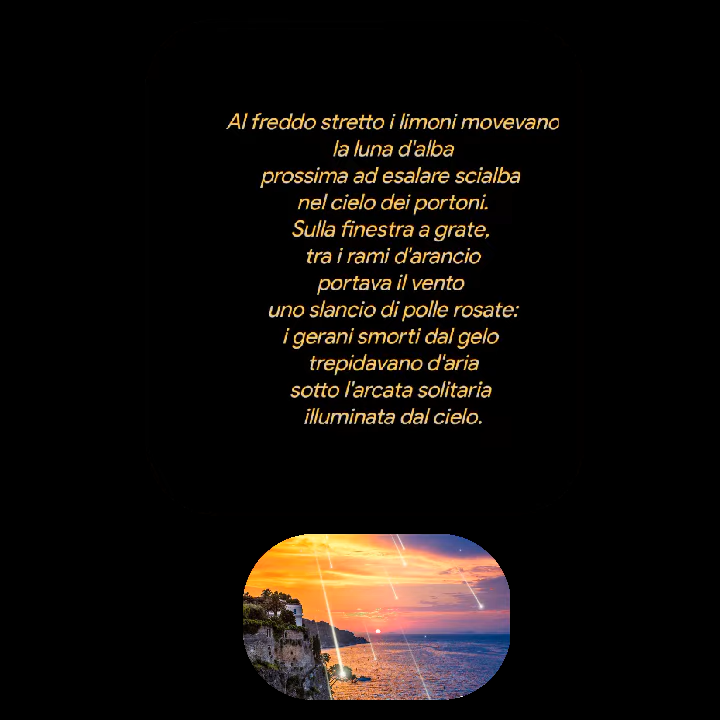 Al freddo stretto i limoni movevano
la luna d'alba
prossima ad esalare scialba
nel cielo dei portoni.
Sulla finestra a grate,
tra i rami d'arancio
portava il vento
uno slancio di polle rosate:
i gerani smorti dal gelo
trepidavano d'aria
sotto l'arcata solitaria
illuminata dal cielo.